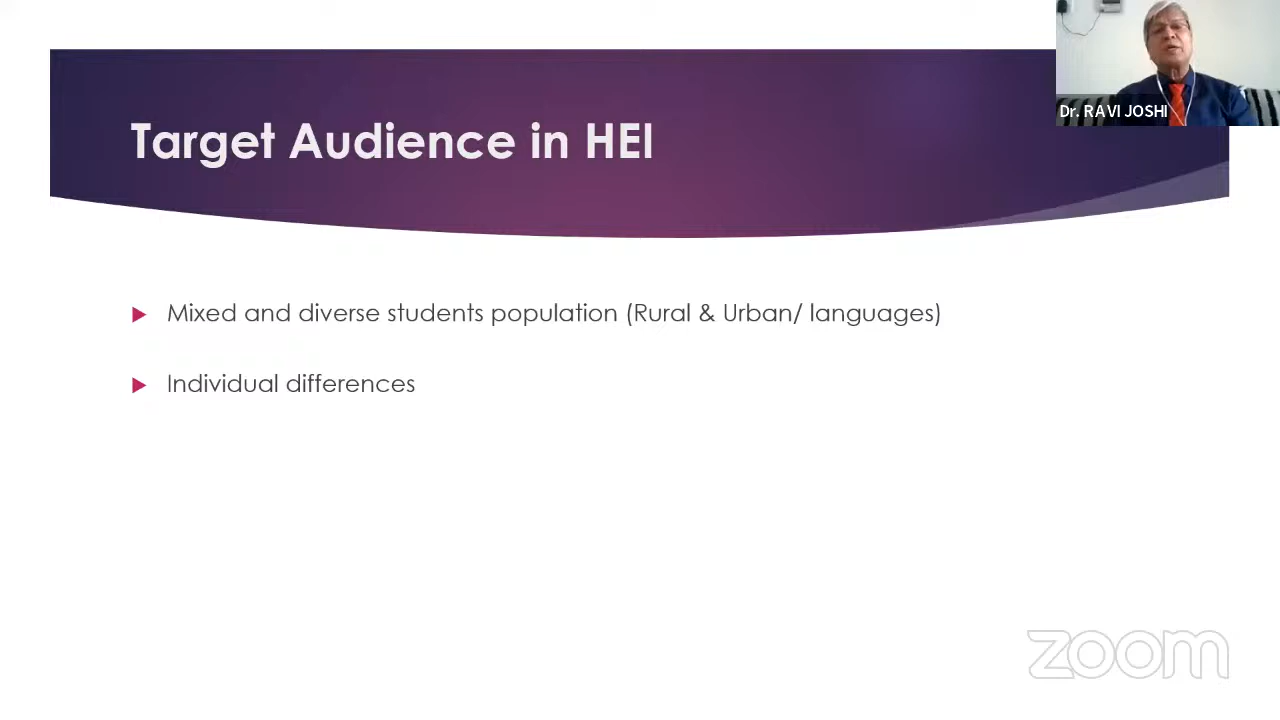 Dr. RAVI JOSHI
Target Audience in HEI
Mixed and diverse students population (Rural & Urban/ languages)
Individual differences
zoom